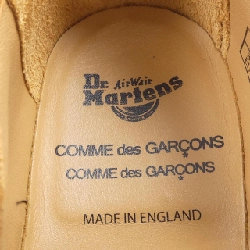 Dr. AirWair
Martens
COMME des GARÇONS
COMME des GARÇONS
MADE IN ENGLAND